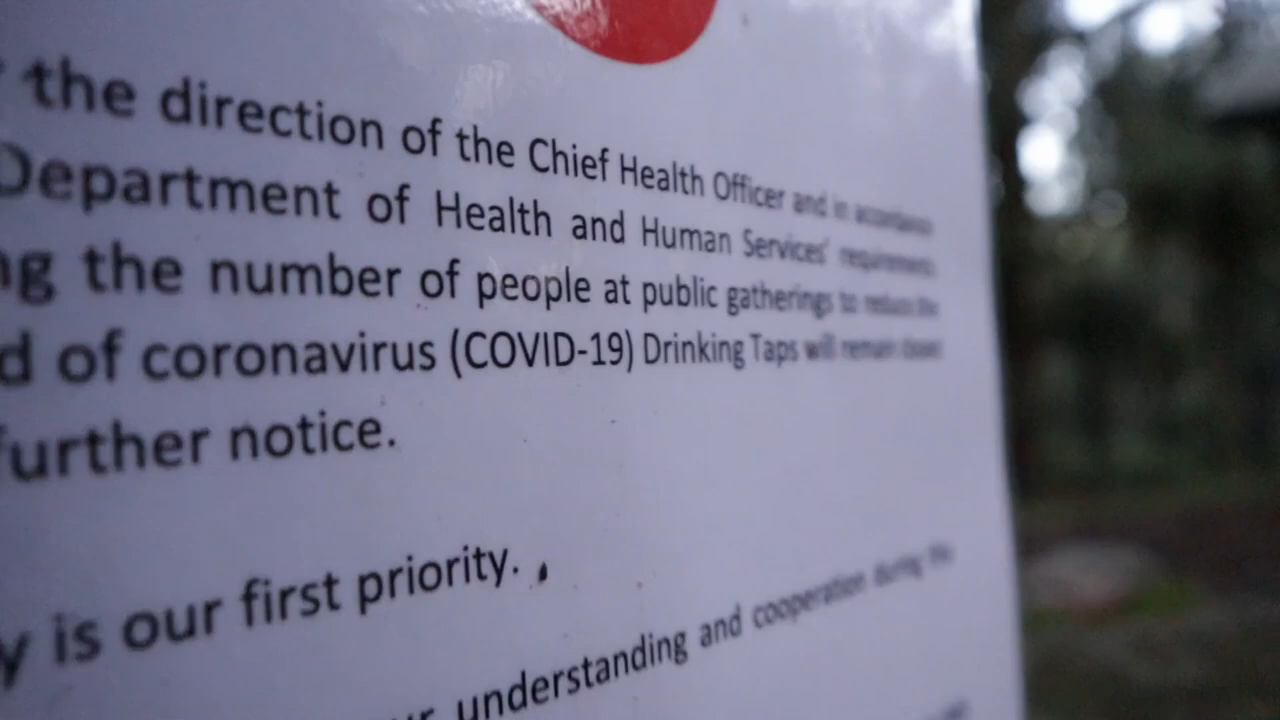 the direction of the Chief Health Officer and in accordance
Department of Health and Human Services' requirements
the number of people at public gatherings to reduce the
of coronavirus (COVID-19) Drinking Taps will remain closed
further notice.
is our first priority.
understanding and cooperation during this